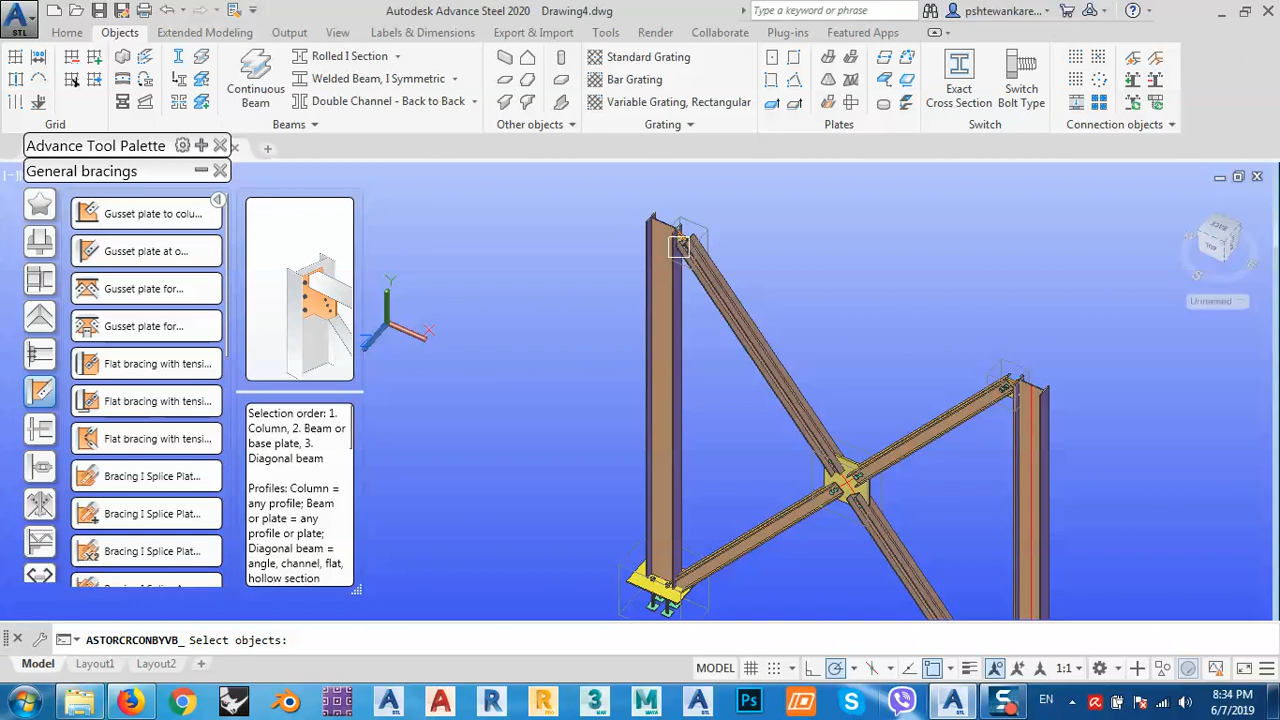 Autodesk Advance Steel 2020 Drawing4.dwg
Type a keyword or phrase
pshtewankare...
STL
Home Objects Extended Modeling Output View Labels & Dimensions Export & Import Tools Render Collaborate Plug-ins Featured Apps
Rolled I Section
Welded Beam, I Symmetric
Double Channel - Back to Back
Continuous
Beam
Standard Grating
Bar Grating
Variable Grating, Rectangular
Exact
Cross Section
Switch
Bolt Type
Grid
Beams
Other objects
Grating
Plates
Switch
Connection objects
Advance Tool Palette
General bracings
Gusset plate to colu...
Gusset plate at o...
Gusset plate for...
Gusset plate for...
Flat bracing with tensi...
Flat bracing with tensi...
Flat bracing with tensi...
Bracing I Splice Plat...
Bracing I Splice Plat...
Bracing I Splice Plat...
X2
Selection order: 1.
Column, 2. Beam or
base plate, 3.
Diagonal beam
Profiles: Column =
any profile; Beam
or plate = any
profile or plate;
Diagonal beam =
angle, channel, flat,
hollow section
Y
X
BACK
Unnamed
ASTORCRCONBYVB_ Select objects:
Model Layout1 Layout2
MODEL
1:1
EN
8:34 PM
6/7/2019